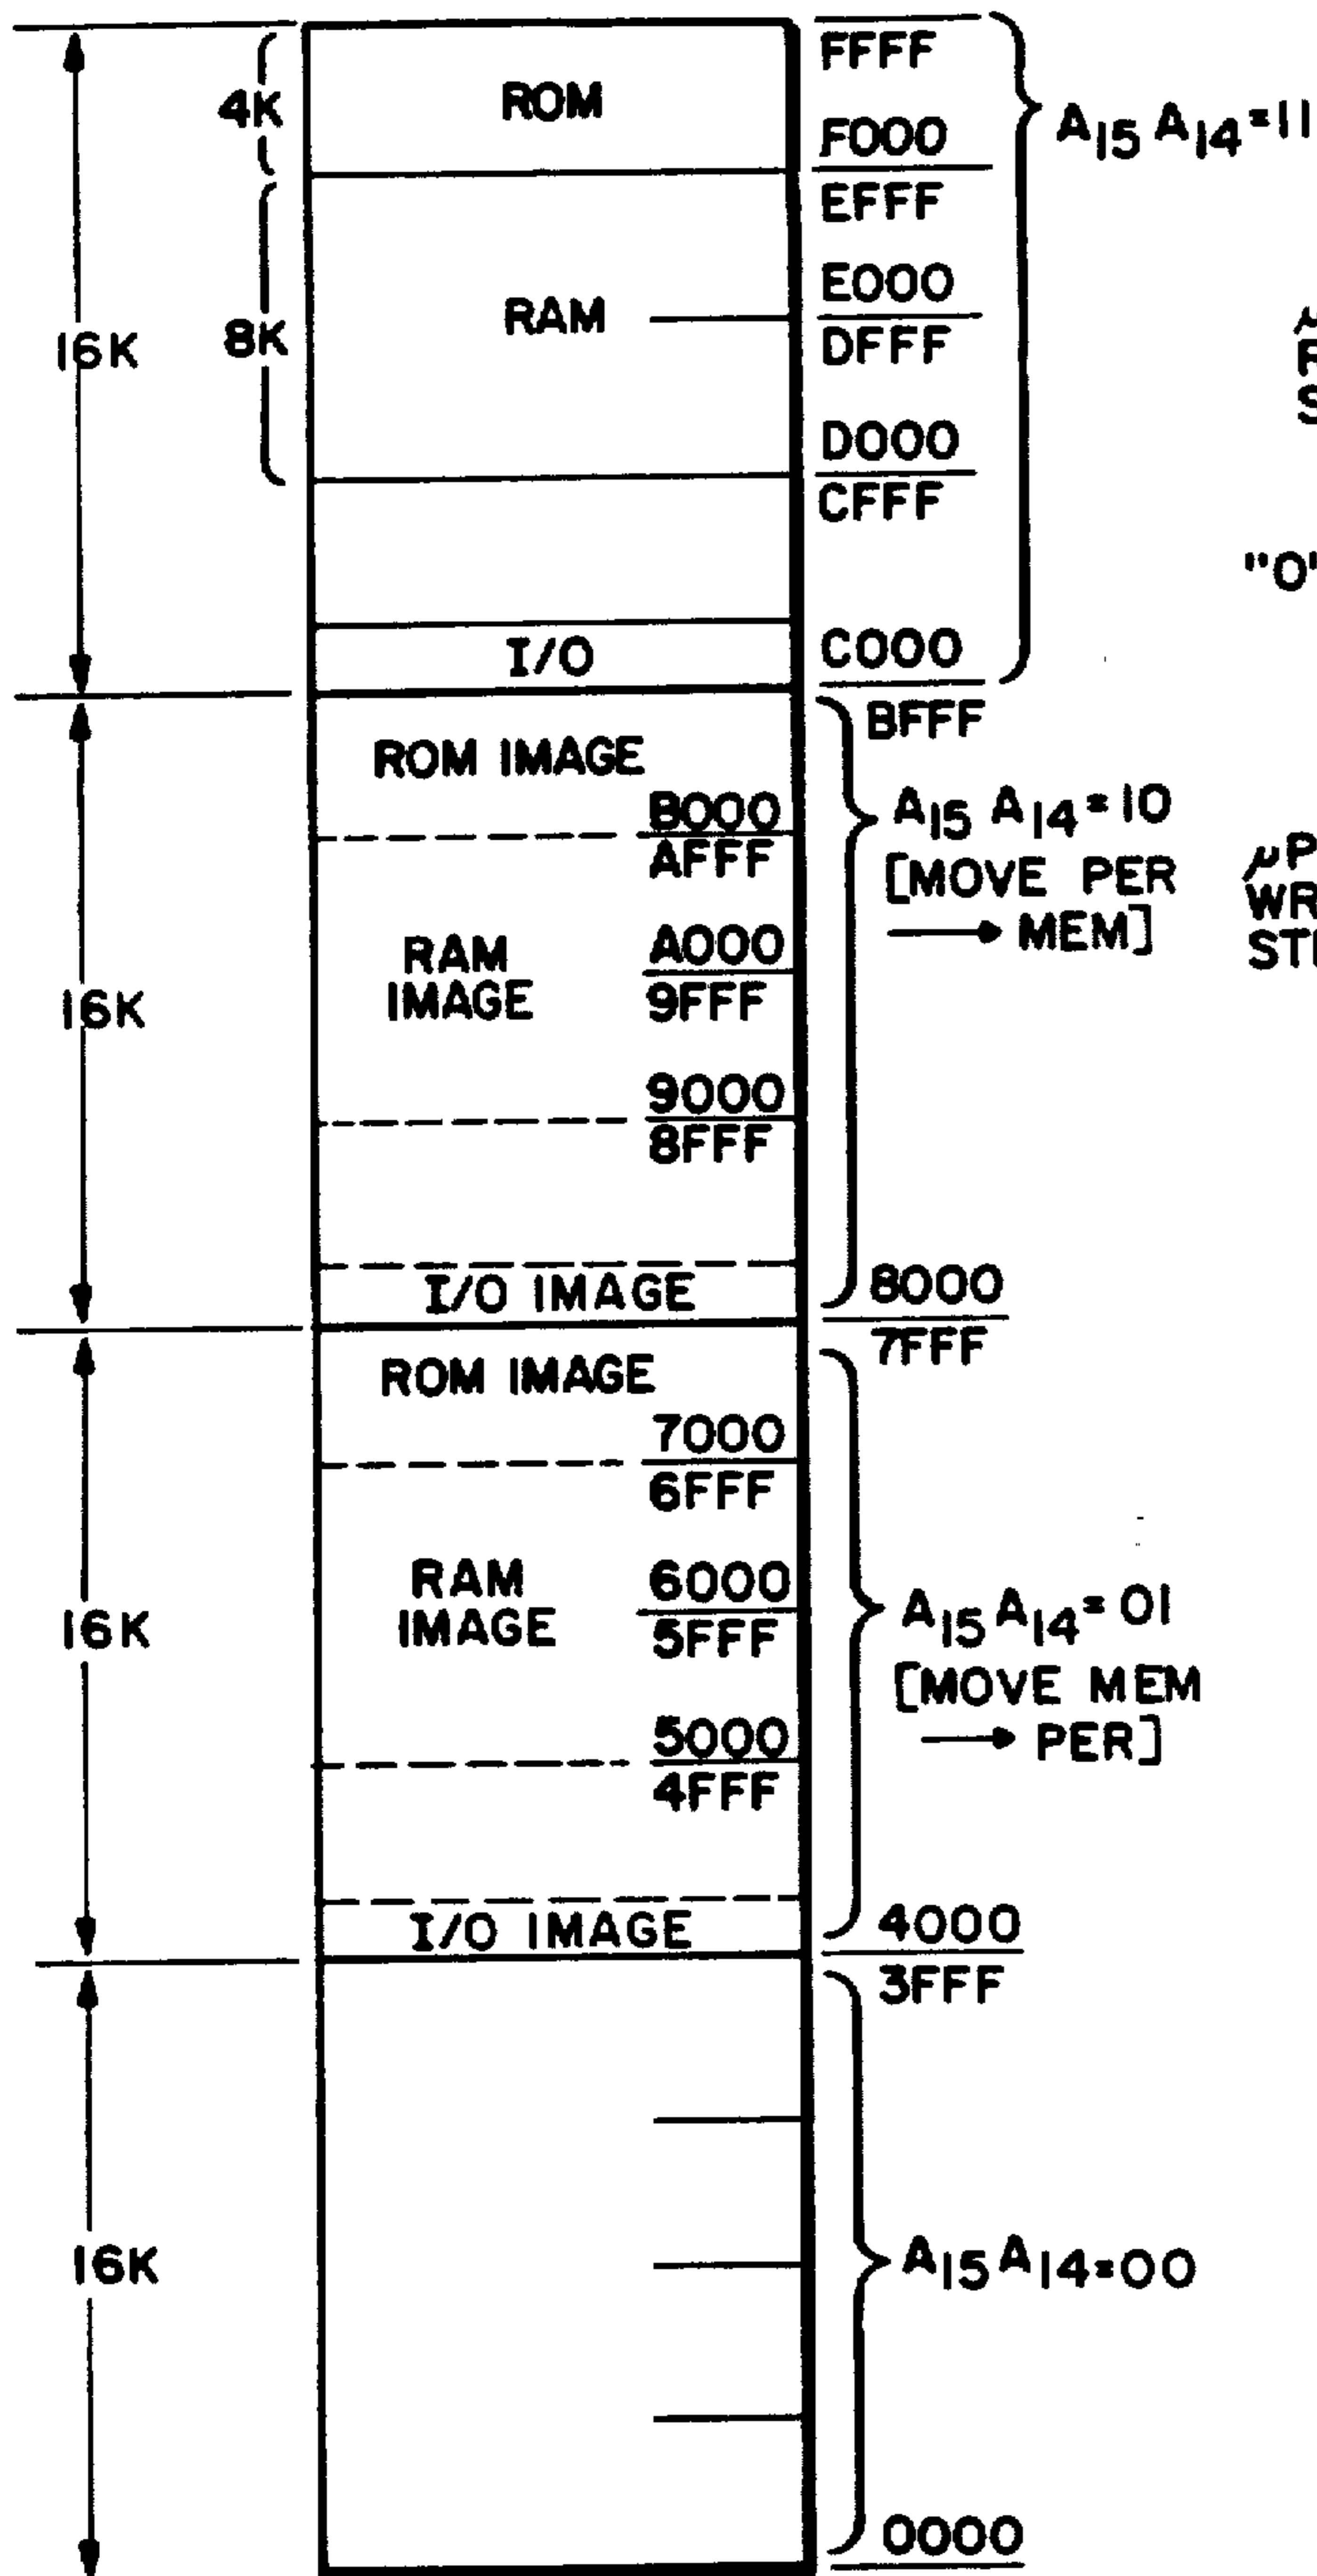 FFFF
4K
ROM
A15 A14=11
F000
EFFF
E000
16K
8K
RAM
DFFF
D000
CFFF
"0"
I/O
C000
BFFF
ROM IMAGE
A15 A14=10
B000
AFFF
[MOVE PER
→ MEM]
μP
WR
RAM
IMAGE
A000
9FFF
16K
9000
8FFF
I/O IMAGE
8000
7FFF
ROM IMAGE
7000
6FFF
RAM
IMAGE
6000
5FFF
16K
A15 A14=01
[MOVE MEM
→ PER]
5000
4FFF
I/O IMAGE
4000
3FFF
16K
A15 A14=00
0000